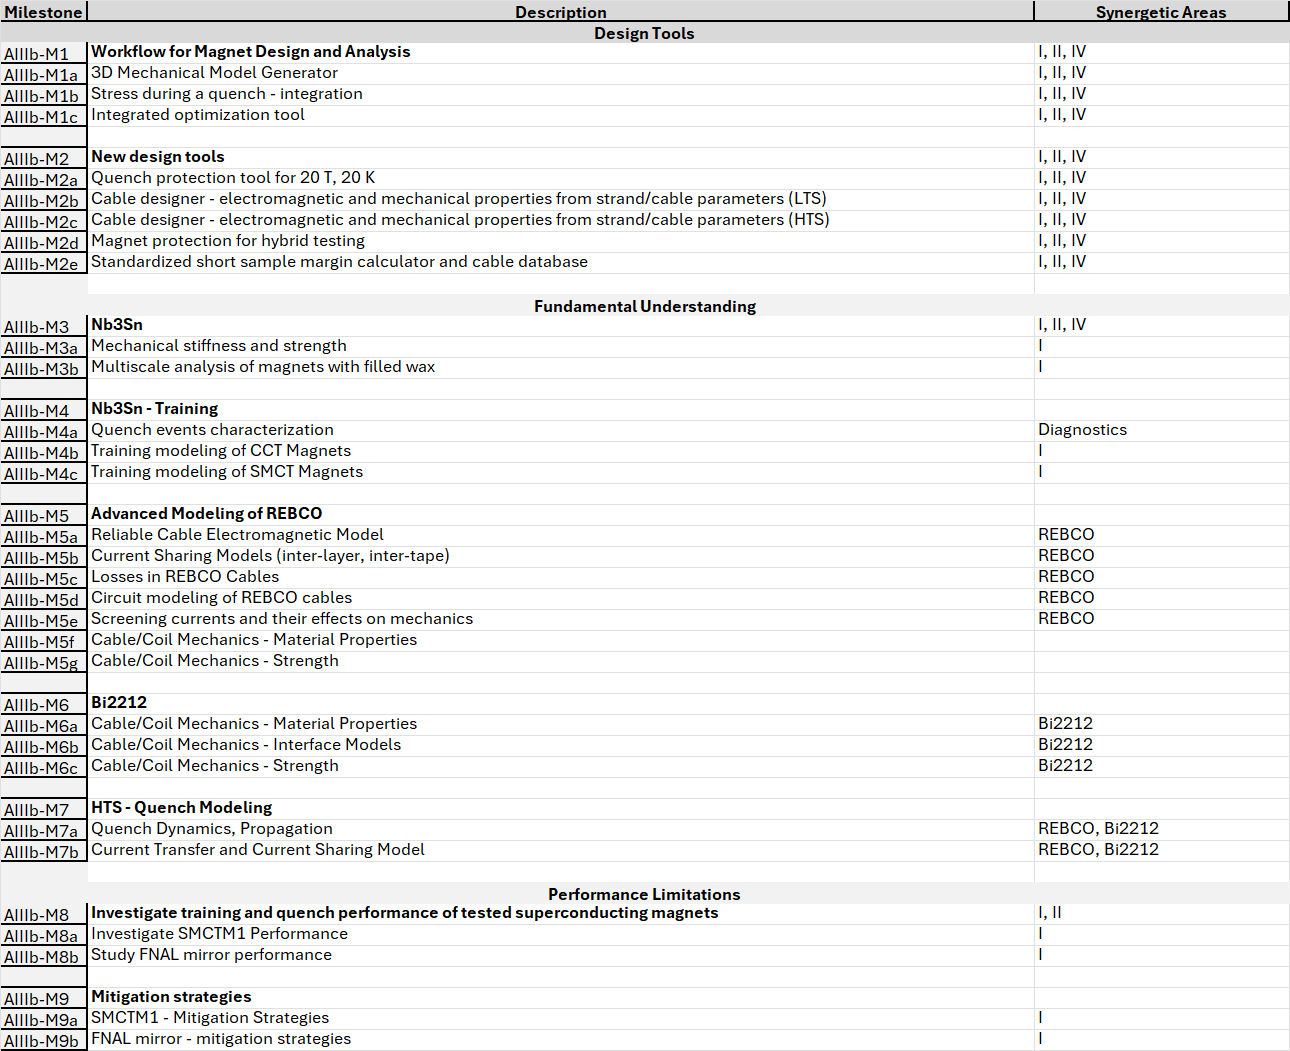 Milestone Description Synergetic Areas
Design Tools
AIIIb-M1 Workflow for Magnet Design and Analysis I, II, IV
AIIIb-M1a 3D Mechanical Model Generator I, II, IV
AIIIb-M1b Stress during a quench - integration I, II, IV
AIIIb-M1c Integrated optimization tool I, II, IV
AIIIb-M2 New design tools I, II, IV
AIIIb-M2a Quench protection tool for 20 T, 20 K I, II, IV
AIIIb-M2b Cable designer - electromagnetic and mechanical properties from strand/cable parameters (LTS) I, II, IV
AIIIb-M2c Cable designer - electromagnetic and mechanical properties from strand/cable parameters (HTS) I, II, IV
AIIIb-M2d Magnet protection for hybrid testing I, II, IV
AIIIb-M2e Standardized short sample margin calculator and cable database I, II, IV
Fundamental Understanding
AIIIb-M3 Nb3Sn I, II, IV
AIIIb-M3a Mechanical stiffness and strength I
AIIIb-M3b Multiscale analysis of magnets with filled wax I
AIIIb-M4 Nb3Sn - Training
AIIIb-M4a Quench events characterization Diagnostics
AIIIb-M4b Training modeling of CCT Magnets I
AIIIb-M4c Training modeling of SMCT Magnets I
AIIIb-M5 Advanced Modeling of REBCO
AIIIb-M5a Reliable Cable Electromagnetic Model REBCO
AIIIb-M5b Current Sharing Models (inter-layer, inter-tape) REBCO
AIIIb-M5c Losses in REBCO Cables REBCO
AIIIb-M5d Circuit modeling of REBCO cables REBCO
AIIIb-M5e Screening currents and their effects on mechanics REBCO
AIIIb-M5f Cable/Coil Mechanics - Material Properties
AIIIb-M5g Cable/Coil Mechanics - Strength
AIIIb-M6 Bi2212
AIIIb-M6a Cable/Coil Mechanics - Material Properties Bi2212
AIIIb-M6b Cable/Coil Mechanics - Interface Models Bi2212
AIIIb-M6c Cable/Coil Mechanics - Strength Bi2212
AIIIb-M7 HTS - Quench Modeling
AIIIb-M7a Quench Dynamics, Propagation REBCO, Bi2212
AIIIb-M7b Current Transfer and Current Sharing Model REBCO, Bi2212
Performance Limitations
AIIIb-M8 Investigate training and quench performance of tested superconducting magnets I, II
AIIIb-M8a Investigate SMCTM1 Performance I
AIIIb-M8b Study FNAL mirror performance I
AIIIb-M9 Mitigation strategies
AIIIb-M9a SMCTM1 - Mitigation Strategies I
AIIIb-M9b FNAL mirror - mitigation strategies I